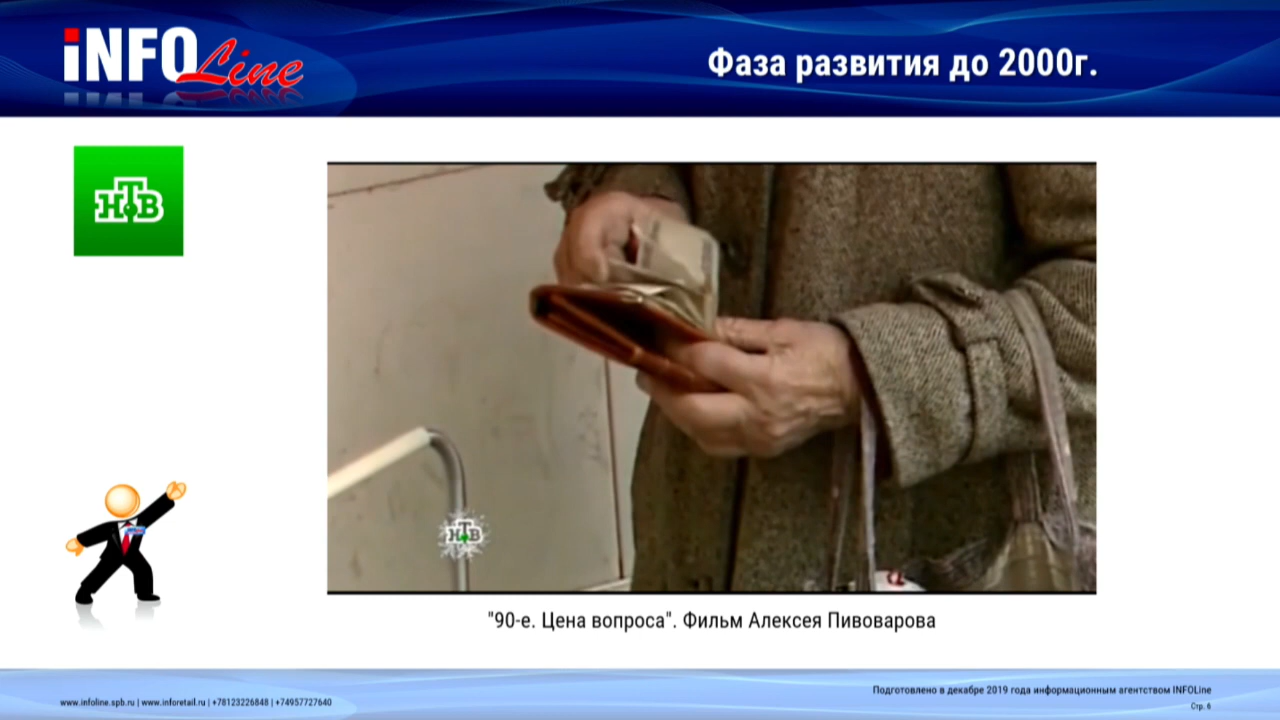 iNFOLine
Фаза развития до 2000г.
НТВ
НТВ
"90-е. Цена вопроса". Фильм Алексея Пивоварова
Подготовлено в декабре 2019 года информационным агентством INFOLine
www.infoline.spb.ru | www.inforetail.ru | +78123226848 | +74957727640
Стр. 6